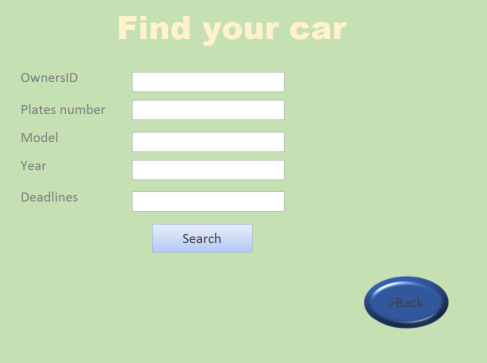 Find your car
OwnersID
Plates number
Model
Year
Deadlines
Search
>Back